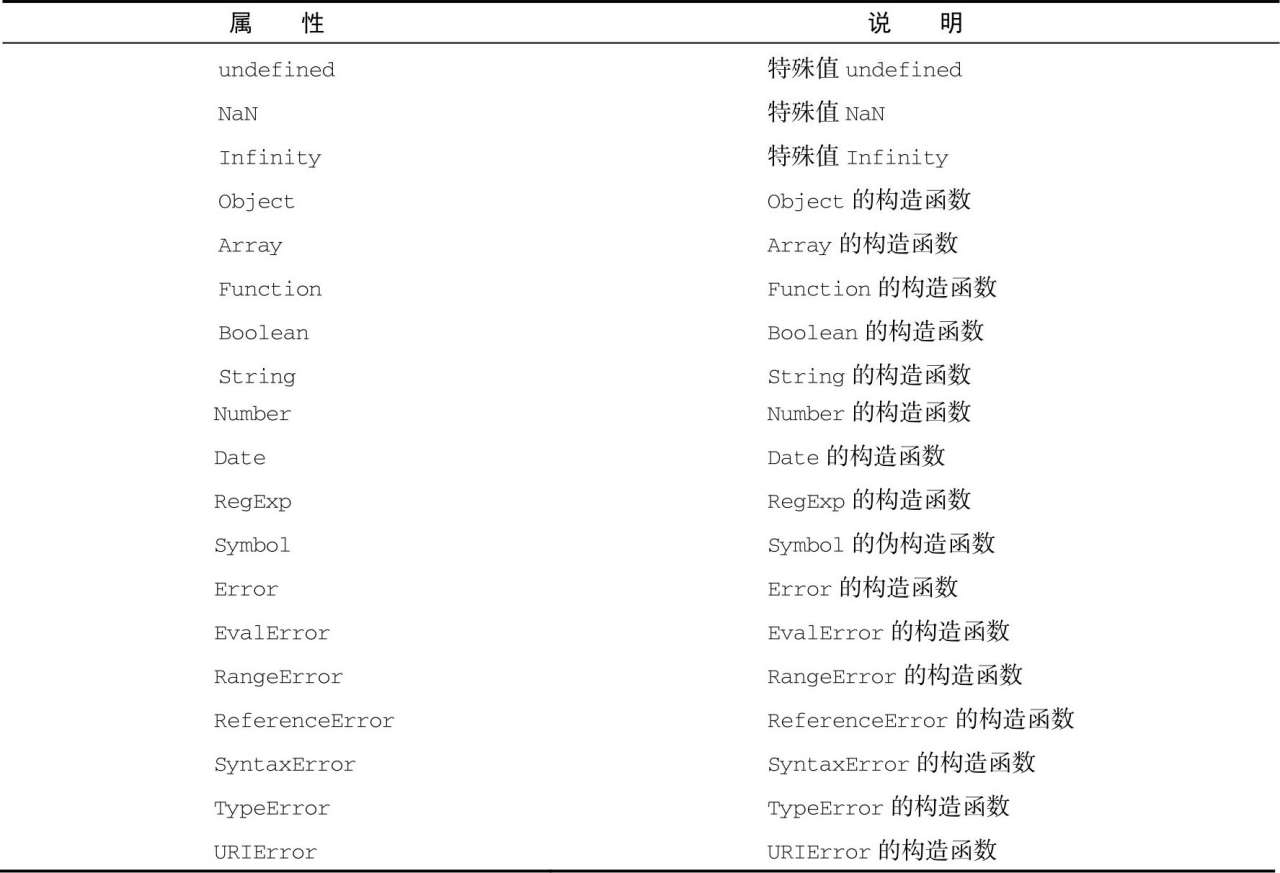 属 性 说 明
undefined 特殊值 undefined
NaN 特殊值 NaN
Infinity 特殊值 Infinity
Object Object 的构造函数
Array Array 的构造函数
Function Function 的构造函数
Boolean Boolean 的构造函数
String String 的构造函数
Number Number 的构造函数
Date Date 的构造函数
RegExp RegExp 的构造函数
Symbol Symbol 的伪构造函数
Error Error 的构造函数
EvalError EvalError 的构造函数
RangeError RangeError 的构造函数
ReferenceError ReferenceError 的构造函数
SyntaxError SyntaxError 的构造函数
TypeError TypeError 的构造函数
URIError URIError 的构造函数